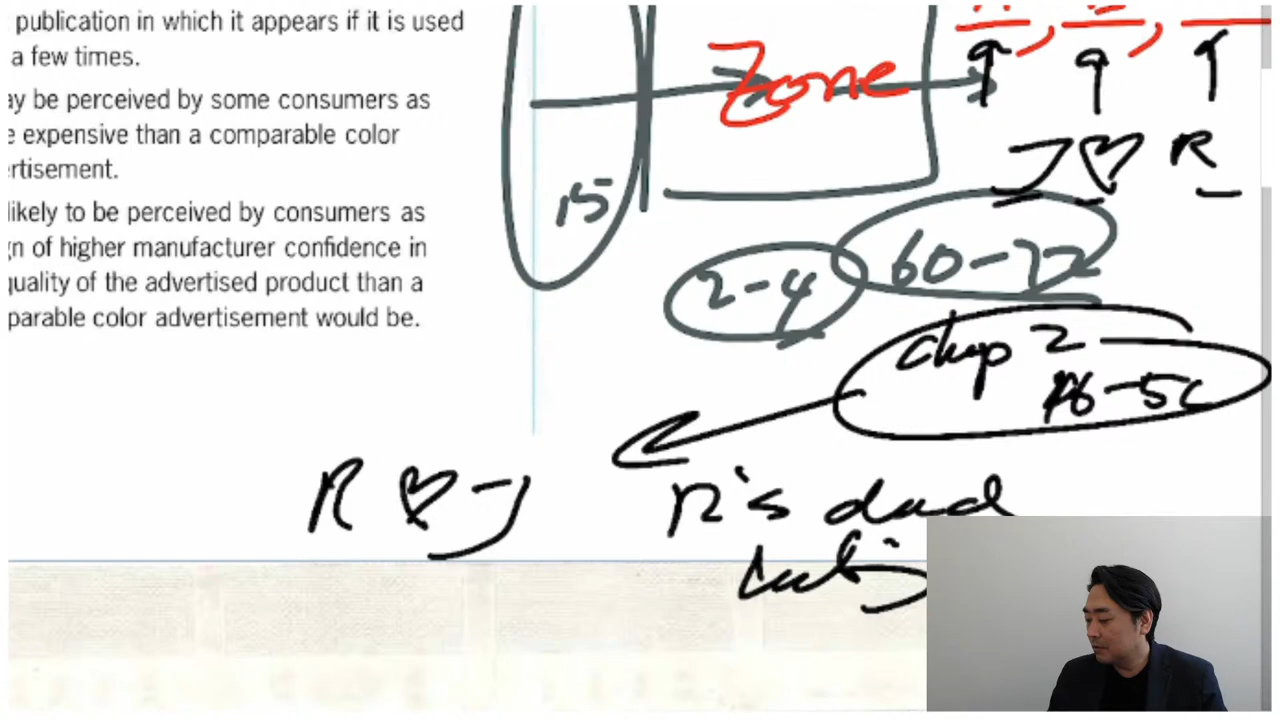 publication in which it appears if it is used
a few times.
ay be perceived by some consumers as
e expensive than a comparable color
ertisement.
likely to be perceived by consumers as
gn of higher manufacturer confidence in
quality of the advertised product than a
parable color advertisement would be.
Zone
15
J ♡ R
2-4
60-72
chap 2
R ♡ J
R's dad